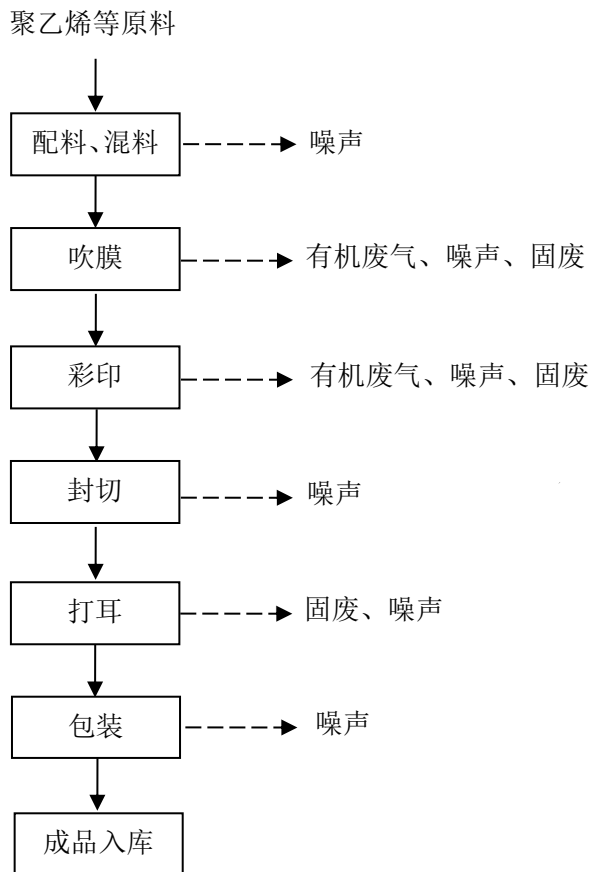 聚乙烯等原料
配料、混料
噪声
吹膜
有机废气、噪声、固废
彩印
有机废气、噪声、固废
封切
噪声
打耳
固废、噪声
包装
噪声
成品入库